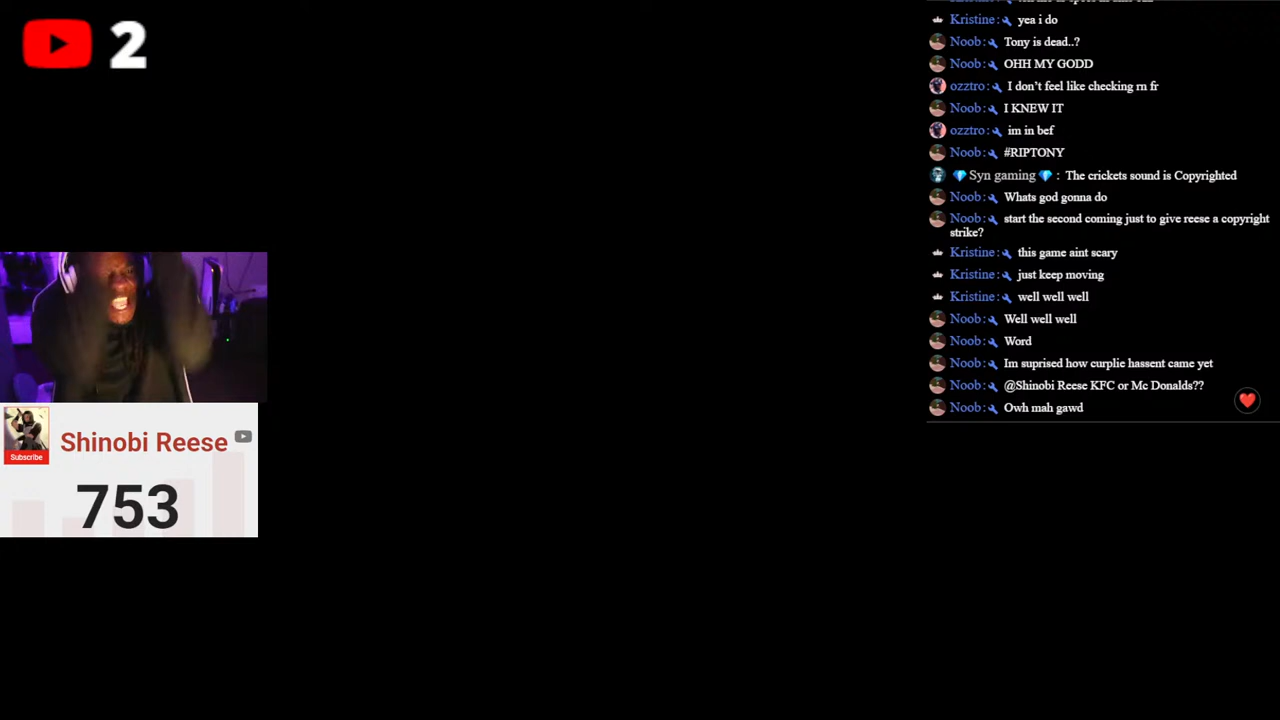 2
Kristine: yea i do
Noob: Tony is dead..?
Noob: OHH MY GODD
ozztro: I don't feel like checking rn fr
Noob: I KNEW IT
ozztro: im in bef
Noob: #RIPTONY
💎Syn gaming💎: The crickets sound is Copyrighted
Noob: Whats god gonna do
Noob: start the second coming just to give reese a copyright
strike?
Kristine: this game aint scary
Kristine: just keep moving
Kristine: well well well
Noob: Well well well
Noob: Word
Noob: Im suprised how curplie hassent came yet
Noob: @Shinobi Reese KFC or Mc Donalds??
Noob: Owh mah gawd
Shinobi Reese
Subscribe
753